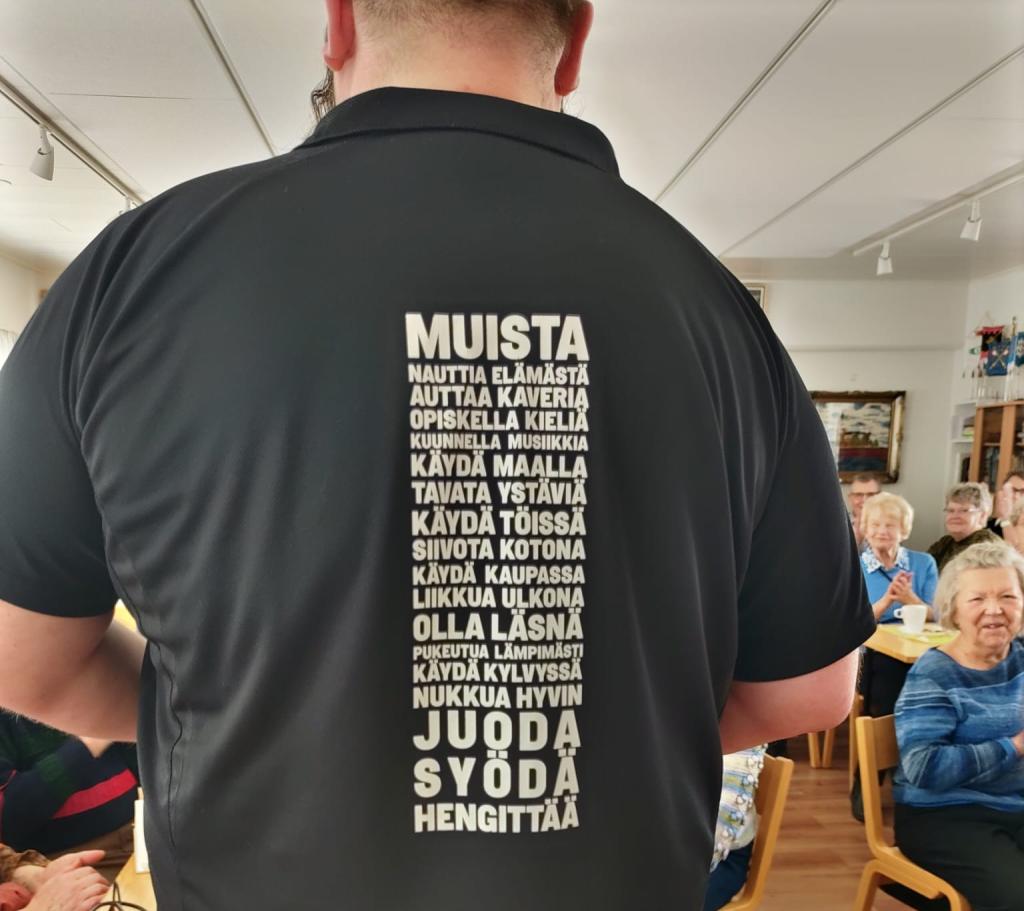 MUISTA
NAUTTIA ELÄMÄSTÄ
AUTTAA KAVERIA
OPISKELLA KIELIÄ
KUUNNELLA MUSIIKKIA
KÄYDÄ MAALLA
TAVATA YSTÄVIÄ
KÄYDÄ TÖISSÄ
SIIVOTA KOTONA
KÄYDÄ KAUPASSA
LIIKKUA ULKONA
OLLA LÄSNÄ
PUKEUTUA LÄMPIMÄSTI
KÄYDÄ KYLVYSSÄ
NUKKUA HYVIN
JUODA
SYÖDÄ
HENGITTÄÄ